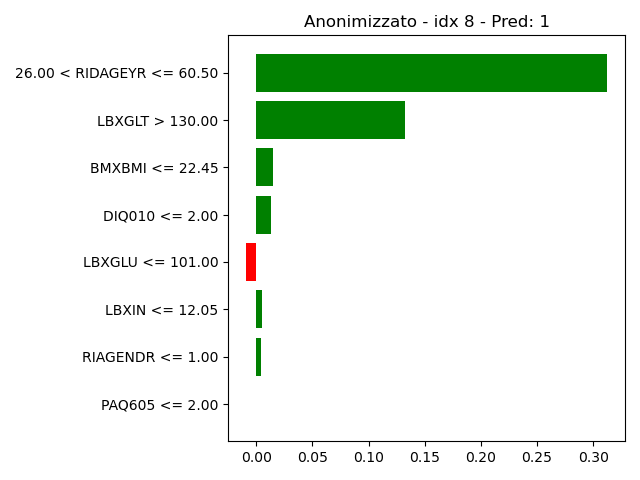 Anonimizzato - idx 8 - Pred: 1
26.00 < RIDAGEYR <= 60.50
LBXGLT > 130.00
BMXBMI <= 22.45
DIQ010 <= 2.00
LBXGLU <= 101.00
LBXIN <= 12.05
RIAGENDR <= 1.00
PAQ605 <= 2.00
0.00 0.05 0.10 0.15 0.20 0.25 0.30